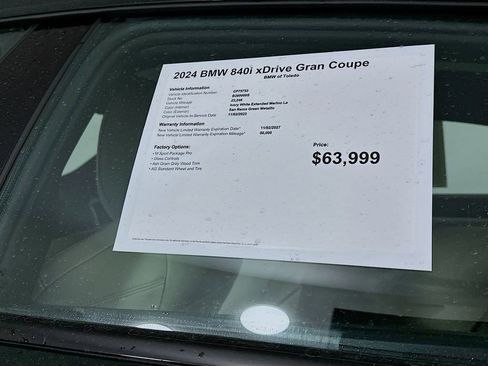 2024 BMW 840i xDrive Gran Coupe
BMW of Toledo
Vehicle Information
Vehicle Identification Number:
Stock No:
Vehicle Mileage
Color (Interior) Ivory White Extended Merino Le
Color (Exterior) San Remo Green Metallic
Original Vehicle In-Service Date 11/02/2023
Warranty Information
New Vehicle Limited Warranty Expiration Date* 11/02/2027
New Vehicle Limited Warranty Expiration Mileage* 50,000
Factory Options:
• M Sport Package Pro
• Glass Controls
• Ash Grain Grey Wood Trim
• AO Standard Wheel and Tire
Price:
$63,999